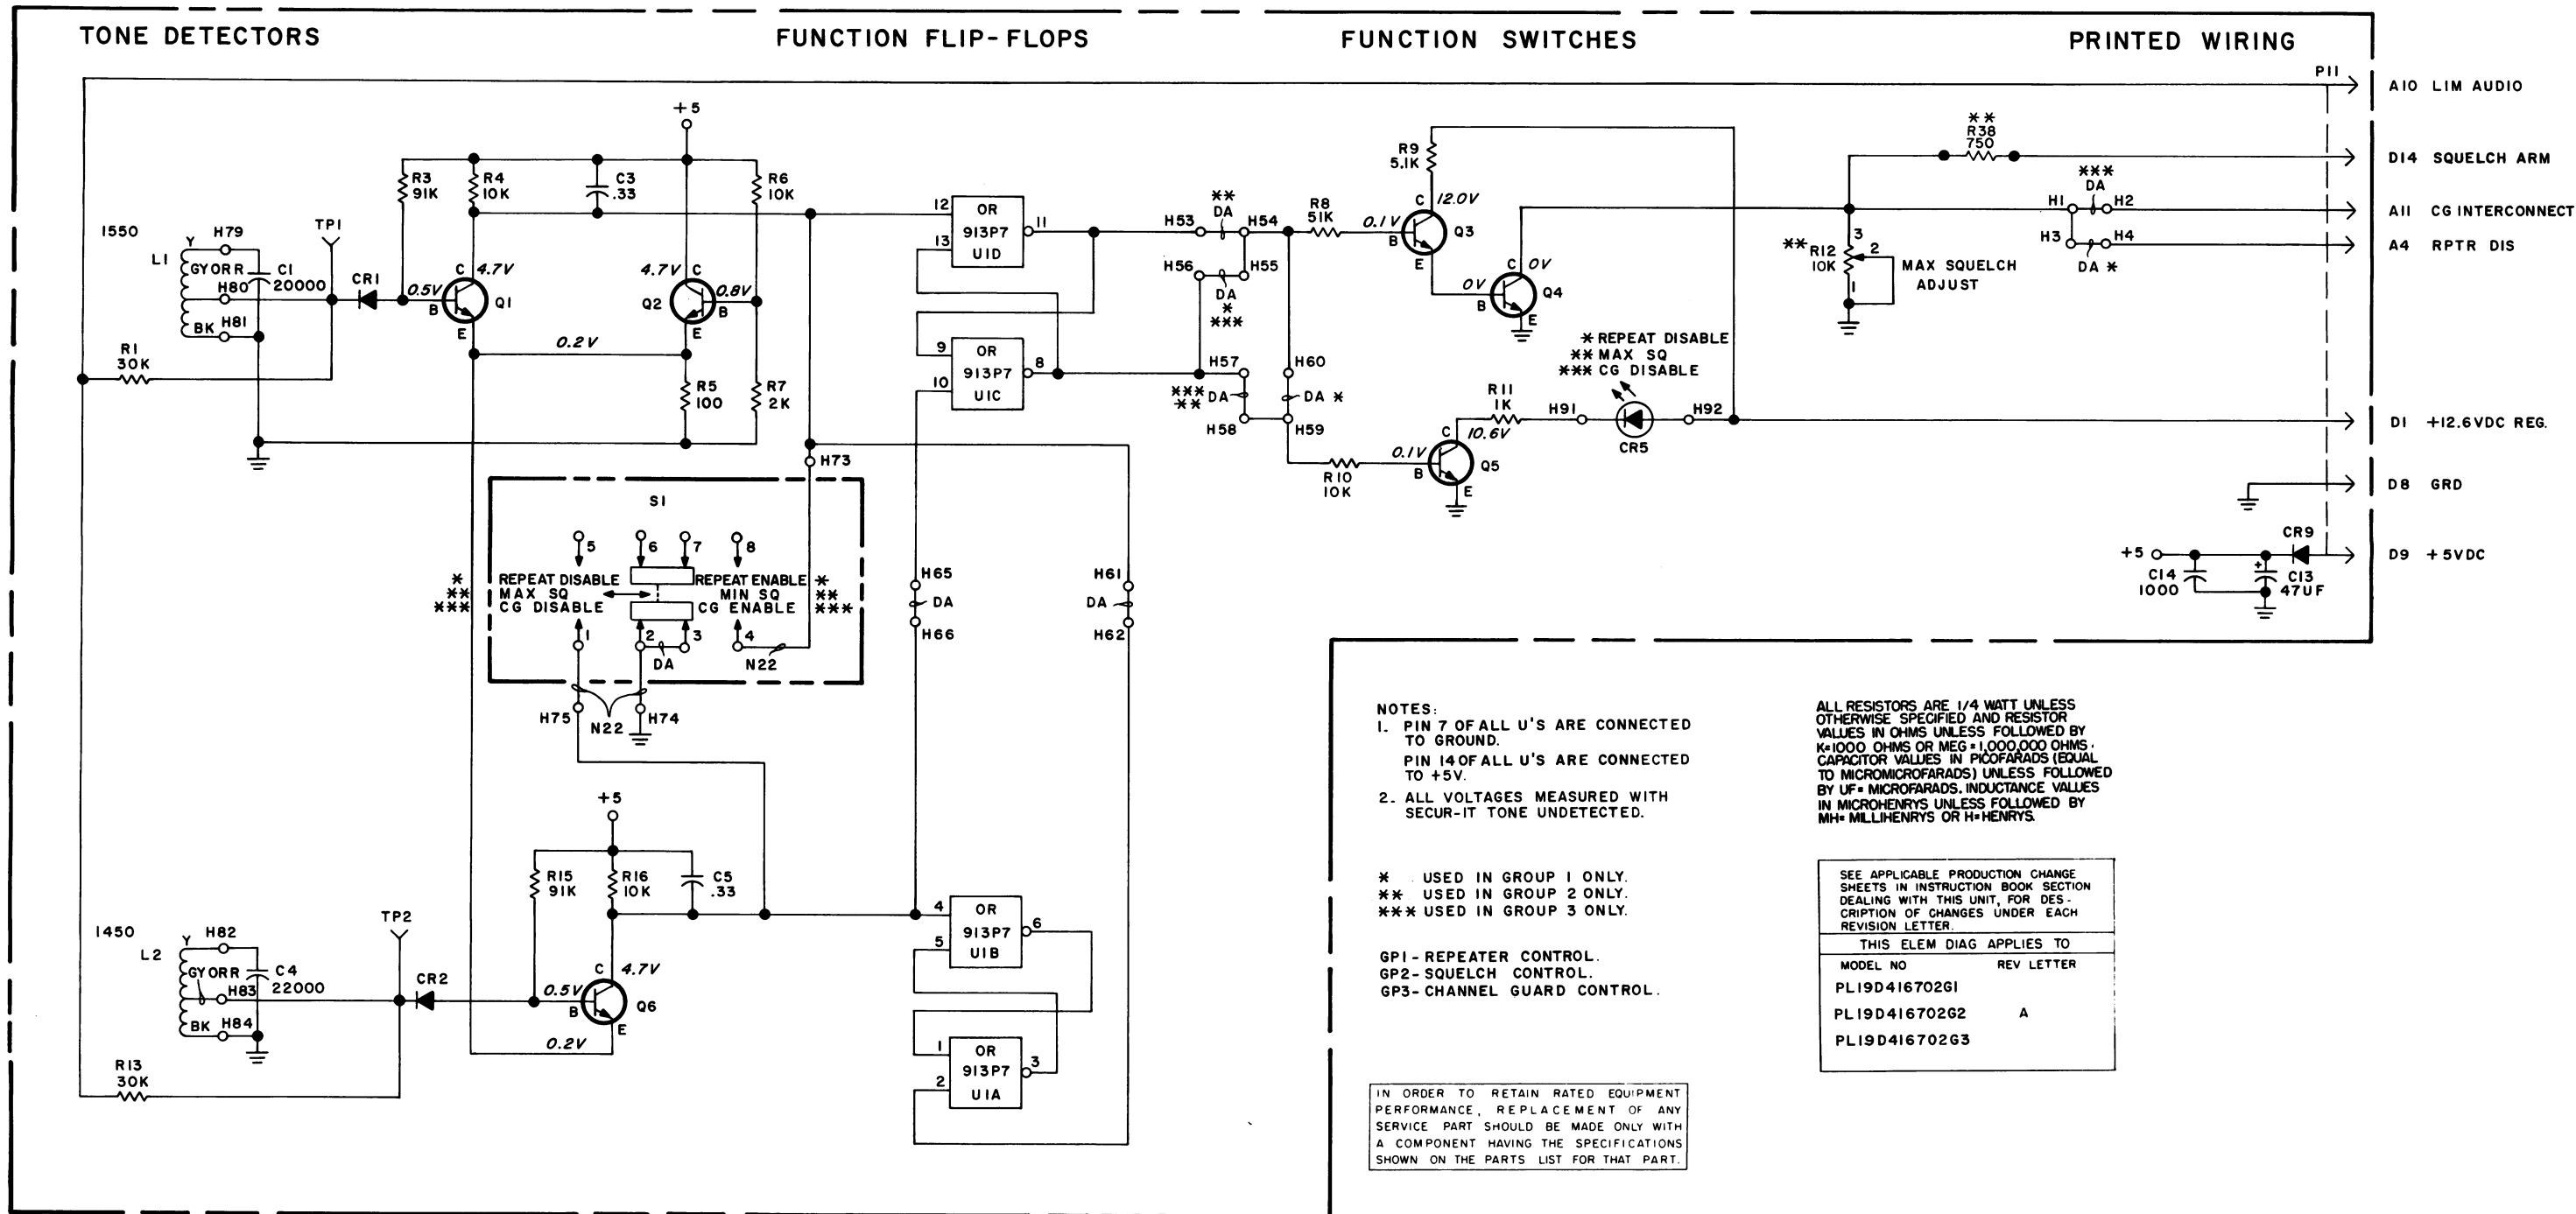 TONE DETECTORS
FUNCTION FLIP-FLOPS
FUNCTION SWITCHES
PRINTED WIRING
P11
A10 LIM AUDIO
** R38 750
D14 SQUELCH ARM
*** DA
H1 H2
A11 CG INTERCONNECT
H3 H4
DA *
A4 RPTR DIS
+5
R3 91K
R4 10K
C3 .33
R6 10K
1550
L1
Y
H79
GY OR R
H80
BK H81
C1 20000
TP1
CR1
0.5V
B
C 4.7V
Q1
E
4.7V C
Q2
0.8V
B
E
0.2V
R1 30K
R5 100
R7 2K
12
13
OR
913P7
U1D
11
9
10
OR
913P7
U1C
8
H53
** DA
H54
H56
H55
DA
*
***
H57
*** ** DA
H58
H60
DA *
H59
R8 51K
0.1V
B
R9 5.1K
C 12.0V
Q3
E
0V
B
C 0V
Q4
E
** R12 10K
3
2
1
MAX SQUELCH
ADJUST
* REPEAT DISABLE
** MAX SQ
*** CG DISABLE
R11 1K
H91
CR5
H92
D1 +12.6VDC REG.
R10 10K
0.1V
B
C 10.6V
Q5
E
D8 GRD
CR9
D9 +5VDC
+5
C14 1000
+
C13 47UF
H73
S1
5
6
7
8
* REPEAT DISABLE
** MAX SQ
*** CG DISABLE
REPEAT ENABLE *
MIN SQ **
CG ENABLE ***
1
2
3
4
DA
N22
H75
N22
H74
H65
DA
H66
H61
DA
H62
+5
R15 91K
R16 10K
C5 .33
1450
L2
Y
H82
GY OR R
H83
BK H84
C4 22000
TP2
CR2
0.5V
B
C 4.7V
Q6
E
0.2V
R13 30K
4
5
OR
913P7
U1B
6
1
2
OR
913P7
U1A
3
NOTES:
1. PIN 7 OF ALL U'S ARE CONNECTED
TO GROUND.
PIN 14 OF ALL U'S ARE CONNECTED
TO +5V.
2. ALL VOLTAGES MEASURED WITH
SECUR-IT TONE UNDETECTED.
* USED IN GROUP 1 ONLY.
** USED IN GROUP 2 ONLY.
*** USED IN GROUP 3 ONLY.
GP1- REPEATER CONTROL.
GP2- SQUELCH CONTROL.
GP3- CHANNEL GUARD CONTROL.
ALL RESISTORS ARE 1/4 WATT UNLESS
OTHERWISE SPECIFIED AND RESISTOR
VALUES IN OHMS UNLESS FOLLOWED BY
K=1000 OHMS OR MEG=1,000,000 OHMS.
CAPACITOR VALUES IN PICOFARADS (EQUAL
TO MICROMICROFARADS) UNLESS FOLLOWED
BY UF= MICROFARADS. INDUCTANCE VALUES
IN MICROHENRYS UNLESS FOLLOWED BY
MH= MILLIHENRYS OR H=HENRYS.
SEE APPLICABLE PRODUCTION CHANGE
SHEETS IN INSTRUCTION BOOK SECTION
DEALING WITH THIS UNIT, FOR DES-
CRIPTION OF CHANGES UNDER EACH
REVISION LETTER.
THIS ELEM DIAG APPLIES TO
MODEL NO REV LETTER
PL19D416702G1
PL19D416702G2 A
PL19D416702G3
IN ORDER TO RETAIN RATED EQUIPMENT
PERFORMANCE, REPLACEMENT OF ANY
SERVICE PART SHOULD BE MADE ONLY WITH
A COMPONENT HAVING THE SPECIFICATIONS
SHOWN ON THE PARTS LIST FOR THAT PART.